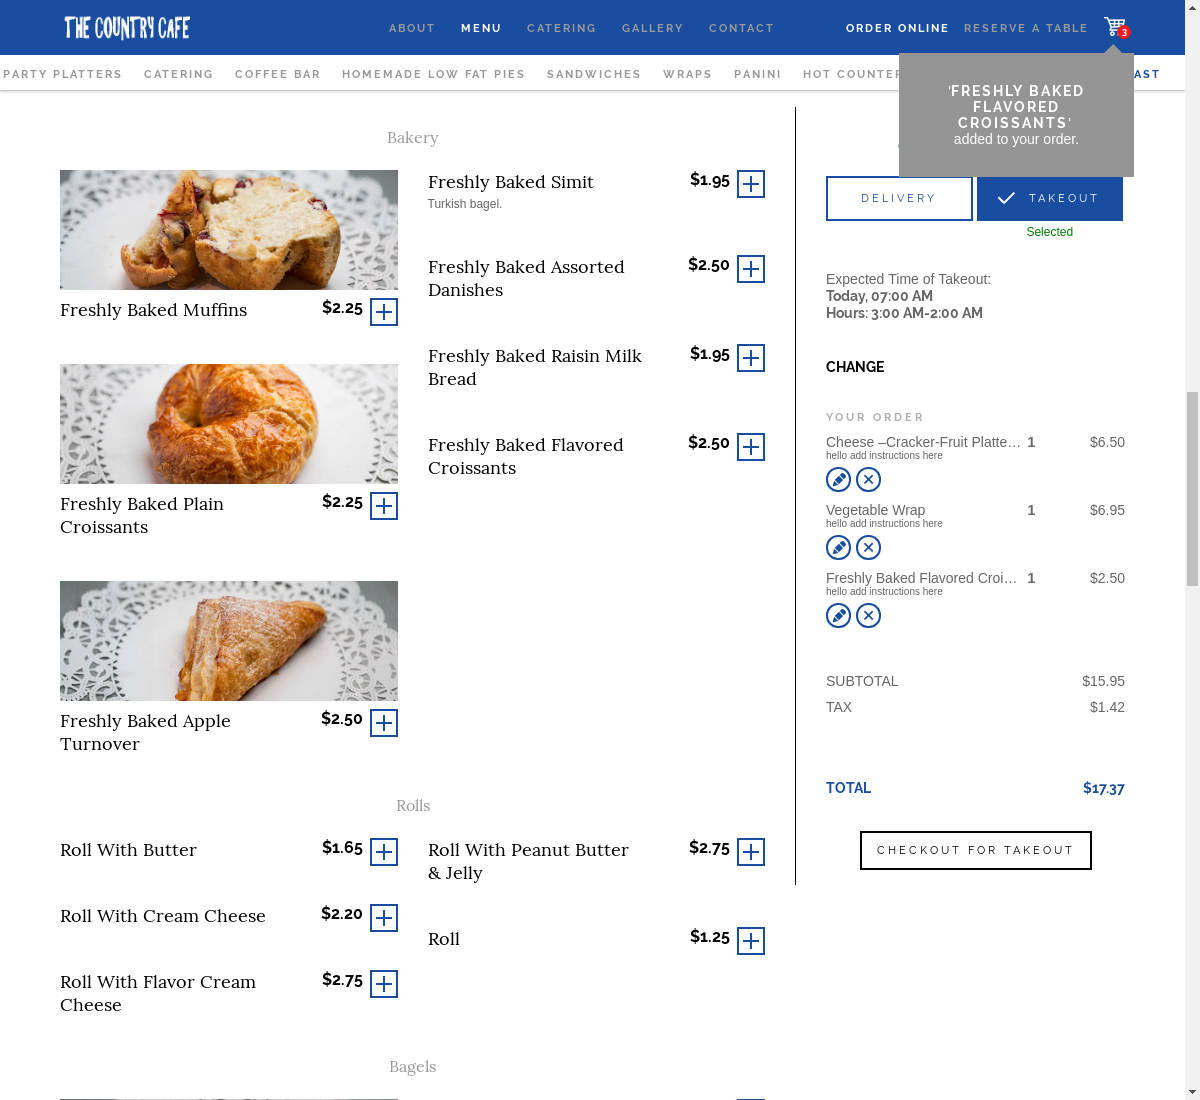 THE COUNTRY CAFE
ABOUT MENU CATERING GALLERY CONTACT ORDER ONLINE RESERVE A TABLE 3
PARTY PLATTERS CATERING COFFEE BAR HOMEMADE LOW FAT PIES SANDWICHES WRAPS PANINI HOT COUNTER
'FRESHLY BAKED
FLAVORED
CROISSANTS'
added to your order.
Bakery
Freshly Baked Muffins $2.25
Freshly Baked Plain
Croissants
$2.25
Freshly Baked Apple
Turnover
$2.50
Freshly Baked Simit $1.95
Turkish bagel.
Freshly Baked Assorted
Danishes
$2.50
Freshly Baked Raisin Milk
Bread
$1.95
Freshly Baked Flavored
Croissants
$2.50
Rolls
Roll With Butter $1.65
Roll With Cream Cheese $2.20
Roll With Flavor Cream
Cheese
$2.75
Roll With Peanut Butter
& Jelly
$2.75
Roll $1.25
Bagels
DELIVERY TAKEOUT
Selected
Expected Time of Takeout:
Today, 07:00 AM
Hours: 3:00 AM-2:00 AM
CHANGE
YOUR ORDER
Cheese –Cracker-Fruit Platte… 1 $6.50
hello add instructions here
Vegetable Wrap 1 $6.95
hello add instructions here
Freshly Baked Flavored Croi… 1 $2.50
hello add instructions here
SUBTOTAL $15.95
TAX $1.42
TOTAL $17.37
CHECKOUT FOR TAKEOUT